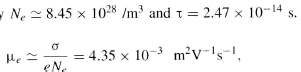 N_e ≃ 8.45 × 10^28 /m^3 and τ = 2.47 × 10^−14 s.
μ_e ≃ σ / eN_e = 4.35 × 10^−3 m^2V^−1s^−1,